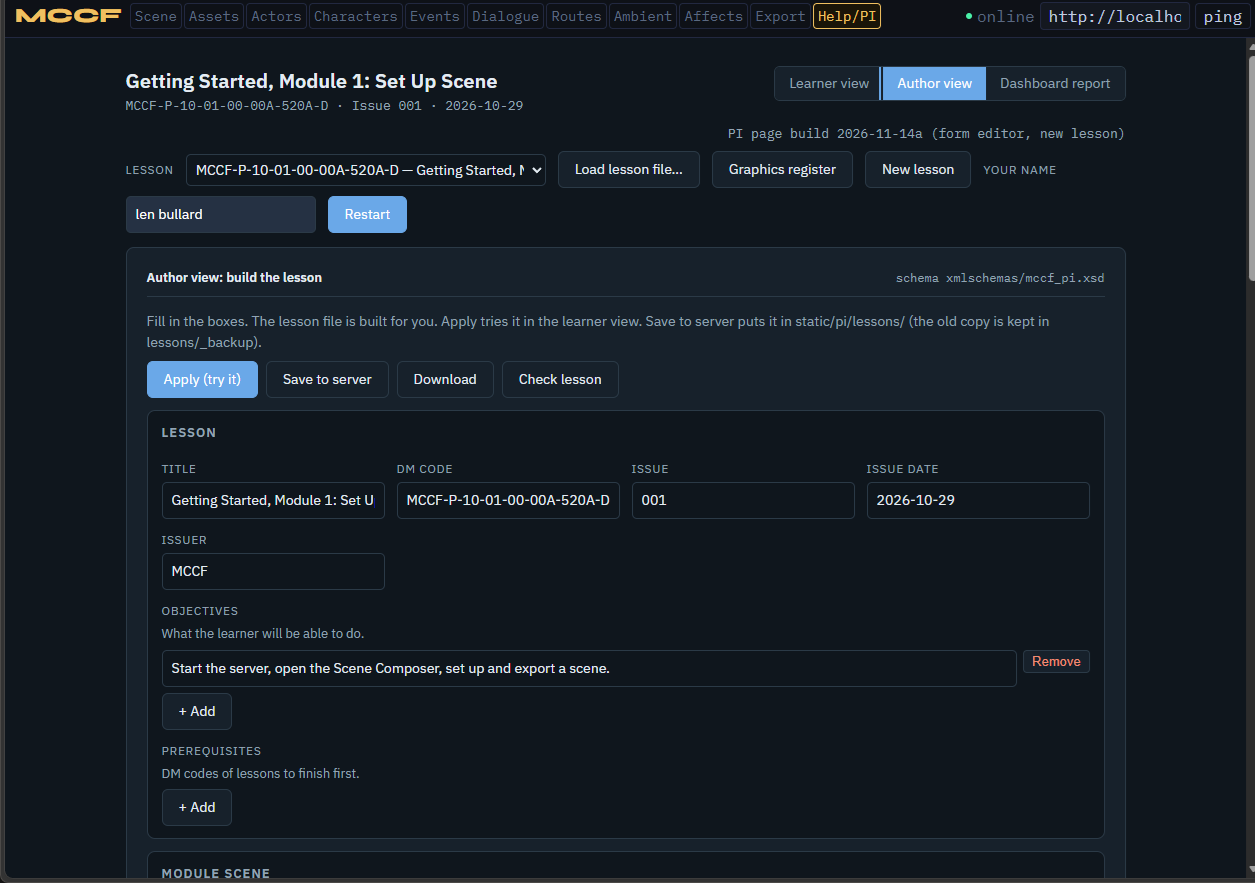 MCCF Scene Assets Actors Characters Events Dialogue Routes Ambient Affects Export Help/PI online http://localhc ping
Getting Started, Module 1: Set Up Scene
Learner view Author view Dashboard report
MCCF-P-10-01-00-00A-520A-D · Issue 001 · 2026-10-29
PI page build 2026-11-14a (form editor, new lesson)
LESSON MCCF-P-10-01-00-00A-520A-D — Getting Started, M Load lesson file... Graphics register New lesson YOUR NAME
len bullard Restart
Author view: build the lesson schema xmlschemas/mccf_pi.xsd
Fill in the boxes. The lesson file is built for you. Apply tries it in the learner view. Save to server puts it in static/pi/lessons/ (the old copy is kept in
lessons/_backup).
Apply (try it) Save to server Download Check lesson
LESSON
TITLE DM CODE ISSUE ISSUE DATE
Getting Started, Module 1: Set U MCCF-P-10-01-00-00A-520A-D 001 2026-10-29
ISSUER
MCCF
OBJECTIVES
What the learner will be able to do.
Start the server, open the Scene Composer, set up and export a scene. Remove
+ Add
PREREQUISITES
DM codes of lessons to finish first.
+ Add
MODULE SCENE